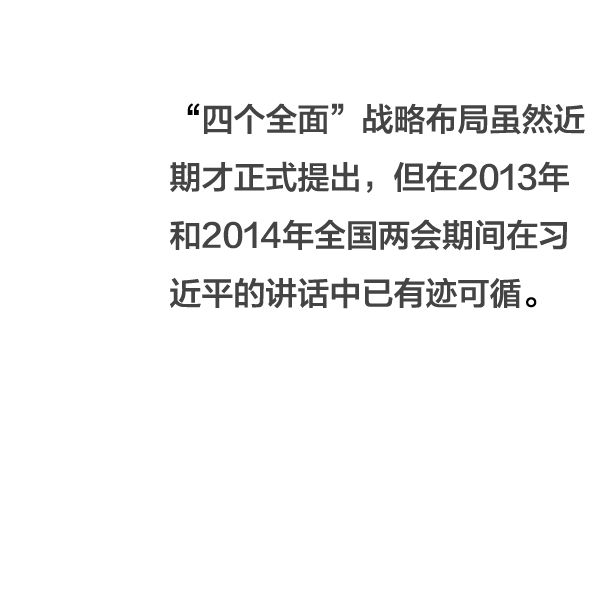 “四个全面”战略布局虽然近
期才正式提出，但在2013年
和2014年全国两会期间在习
近平的讲话中已有迹可循。